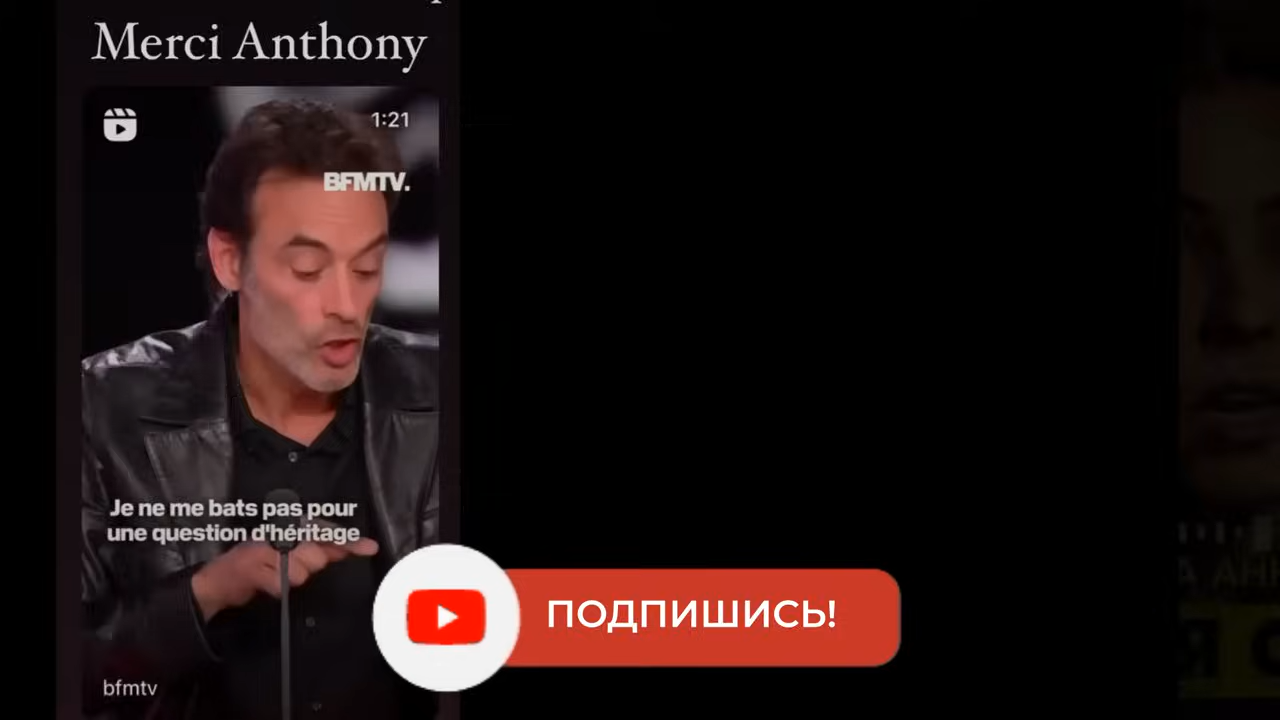 Merci Anthony
1:21
BFMTV.
Je ne me bats pas pour
une question d'héritage
ПОДПИШИСЬ!
bfmtv